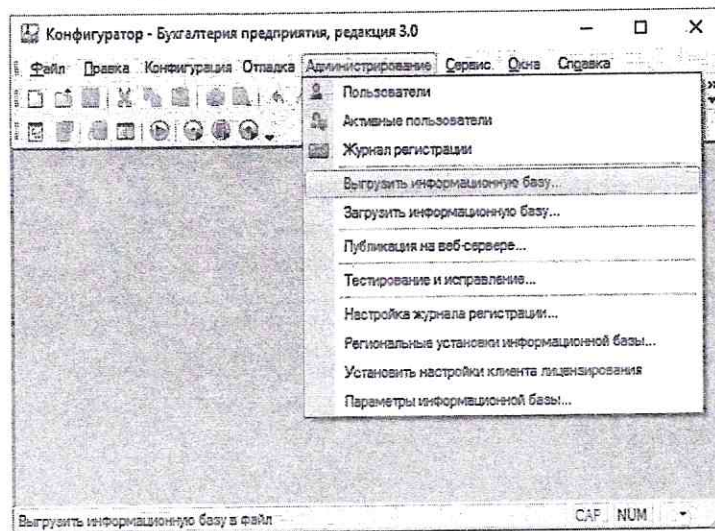 Конфигуратор - Бухгалтерия предприятия, редакция 3.0
Файл Правка Конфигурация Отладка Администрирование Сервис Окна Справка
Пользователи
Активные пользователи
Журнал регистрации
Выгрузить информационную базу...
Загрузить информационную базу...
Публикация на веб-сервере...
Тестирование и исправление...
Настройка журнала регистрации...
Региональные установки информационной базы...
Установить настройки клиента лицензирования
Параметры информационной базы...
Выгрузить информационную базу в файл
CAP NUM